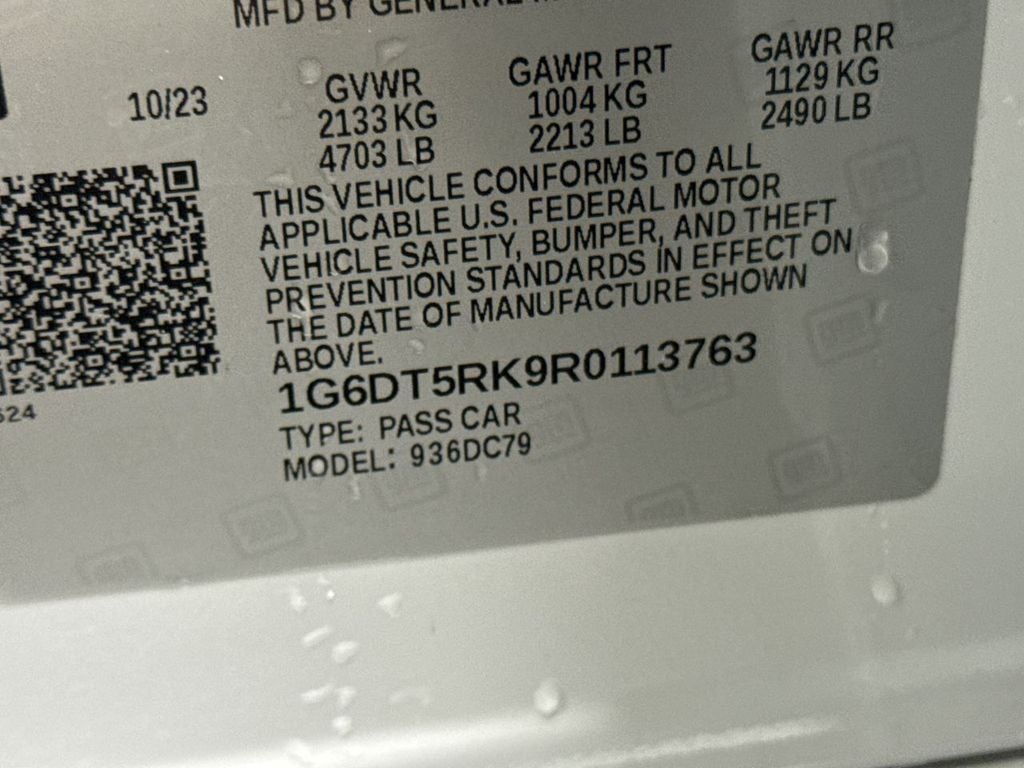 MFD BY GENERAL
10/23
GVWR
2133 KG
4703 LB
GAWR FRT
1004 KG
2213 LB
GAWR RR
1129 KG
2490 LB
THIS VEHICLE CONFORMS TO ALL
APPLICABLE U.S. FEDERAL MOTOR
VEHICLE SAFETY, BUMPER, AND THEFT
PREVENTION STANDARDS IN EFFECT ON
THE DATE OF MANUFACTURE SHOWN
ABOVE.
1G6DT5RK9R0113763
TYPE: PASS CAR
MODEL: 936DC79